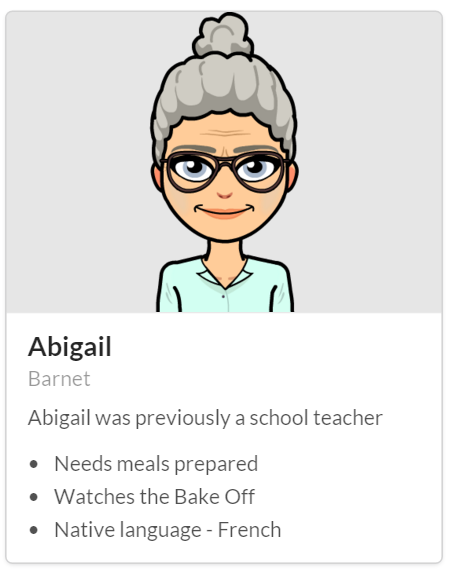 Abigail
Barnet
Abigail was previously a school teacher
• Needs meals prepared
• Watches the Bake Off
• Native language - French